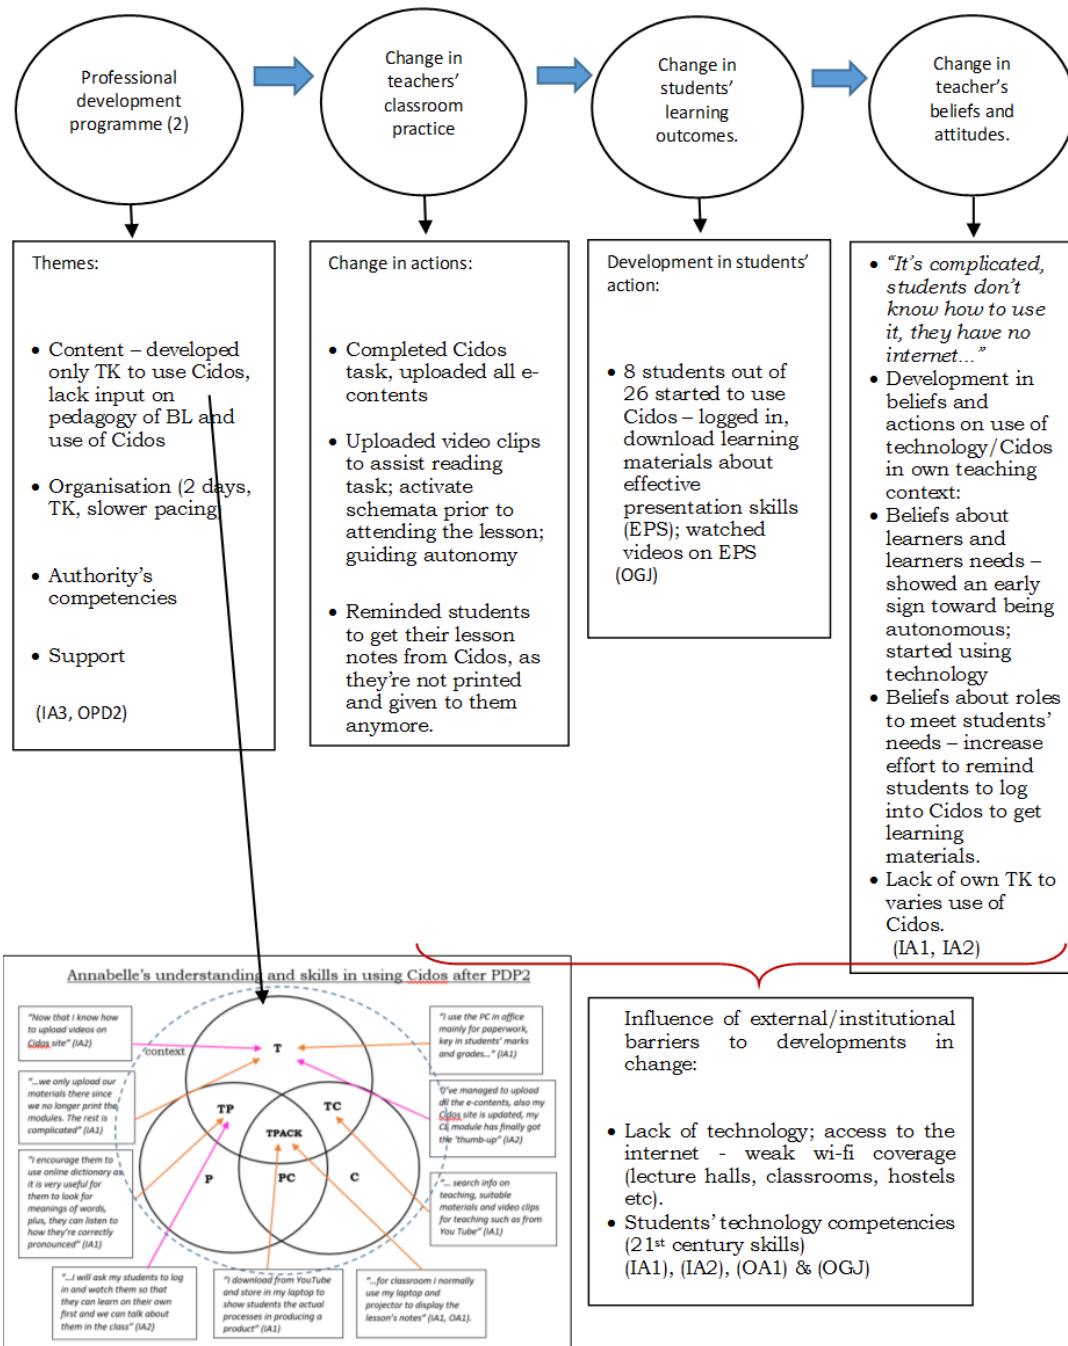 Professional
development
programme (2)
Change in
teachers’
classroom
practice
Change in
students’
learning
outcomes.
Change in
teacher’s
beliefs and
attitudes.
Themes:
• Content – developed
only TK to use Cidos,
lack input on
pedagogy of BL and
use of Cidos
• Organisation (2 days,
TK, slower pacing
• Authority’s
competencies
• Support
(IA3, OPD2)
Change in actions:
• Completed Cidos
task, uploaded all e-
contents
• Uploaded video clips
to assist reading
task; activate
schemata prior to
attending the lesson;
guiding autonomy
• Reminded students
to get their lesson
notes from Cidos, as
they’re not printed
and given to them
anymore.
Development in students’
action:
• 8 students out of
26 started to use
Cidos – logged in,
download learning
materials about
effective
presentation skills
(EPS); watched
videos on EPS
(OGJ)
• “It’s complicated,
students don’t
know how to use
it, they have no
internet…”
• Development in
beliefs and
actions on use of
technology/Cidos
in own teaching
context:
• Beliefs about
learners and
learners needs –
showed an early
sign toward being
autonomous;
started using
technology
• Beliefs about roles
to meet students’
needs – increase
effort to remind
students to log
into Cidos to get
learning
materials.
• Lack of own TK to
varies use of
Cidos.
(IA1, IA2)
Annabelle’s understanding and skills in using Cidos after PDP2
“Now that I know how
to upload videos on
Cidos site” (IA2)
“...we only upload our
materials there since
we no longer print the
modules. The rest is
complicated” (IA1)
“I encourage them to
use online dictionary as
it is very useful for
them to look for
meanings of words,
plus, they can listen to
how they’re correctly
pronounced” (IA1)
“...I will ask my students to log
in and watch them so that
they can learn on their own
first and we can talk about
them in the class” (IA2)
“I download from YouTube
and store in my laptop to
show students the actual
processes in producing a
product” (IA1)
“...for classroom I normally
use my laptop and
projector to display the
lesson’s notes” (IA1, OA1).
“I use the PC in office
mainly for paperwork,
key in students’ marks
and grades...” (IA1)
“I’ve managed to upload
all the e-contents, also my
Cidos site is updated, my
CIL module has finally got
the ‘thumb-up” (IA2)
“... search info on
teaching, suitable
materials and video clips
for teaching such as from
You Tube” (IA1)
‘context
T
TP
TC
TPACK
P
PC
C
Influence of external/institutional
barriers to developments in
change:
• Lack of technology; access to the
internet - weak wi-fi coverage
(lecture halls, classrooms, hostels
etc).
• Students’ technology competencies
(21st century skills)
(IA1), (IA2), (OA1) & (OGJ)